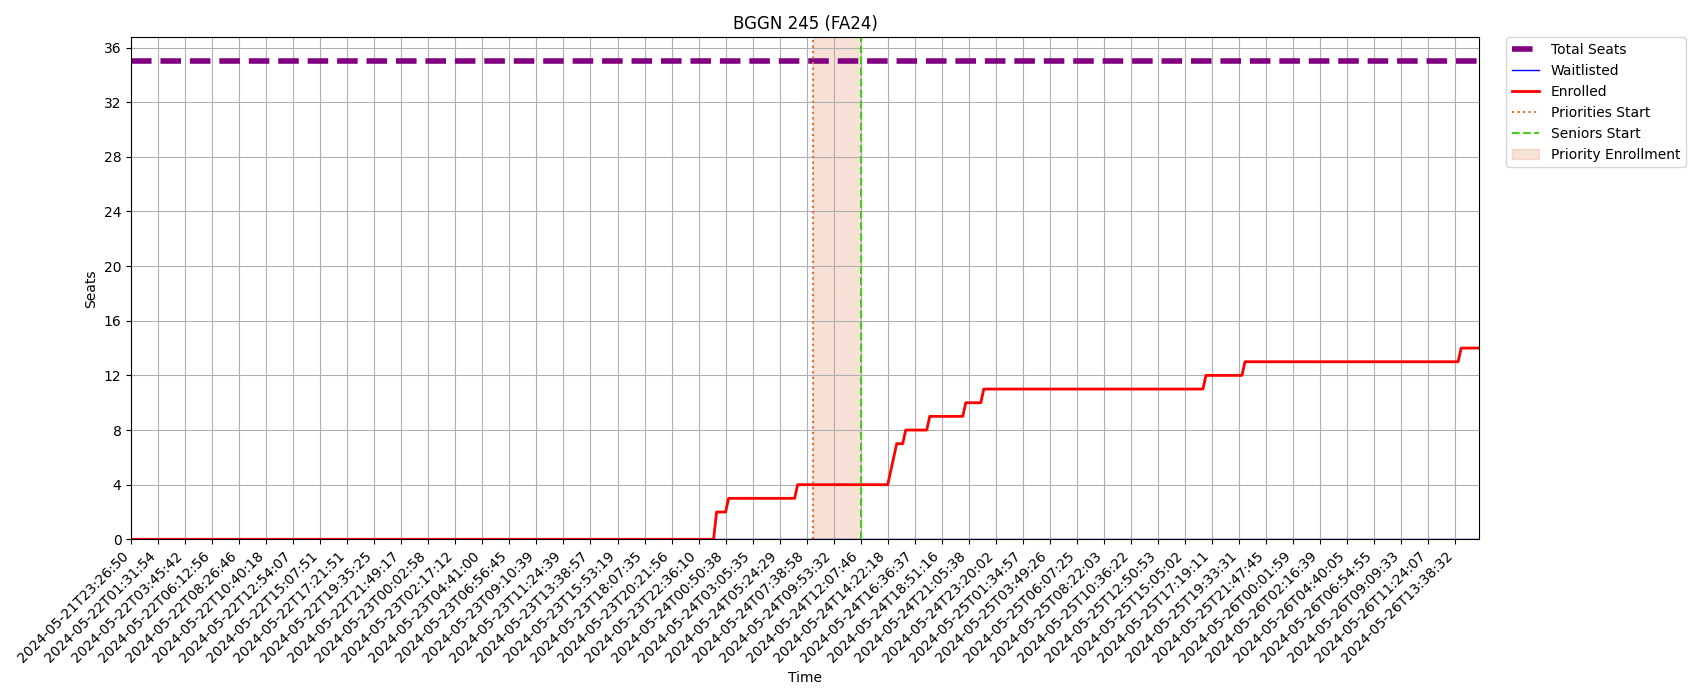 BGGN 245 (FA24)
Total Seats
Waitlisted
Enrolled
Priorities Start
Seniors Start
Priority Enrollment
Seats
36
32
28
24
20
16
12
8
4
0
2024-05-21T23:26:50
2024-05-22T01:31:54
2024-05-22T03:45:42
2024-05-22T06:12:56
2024-05-22T08:26:46
2024-05-22T10:40:18
2024-05-22T12:54:07
2024-05-22T15:07:51
2024-05-22T17:21:51
2024-05-22T19:35:25
2024-05-22T21:49:17
2024-05-23T00:02:58
2024-05-23T02:17:12
2024-05-23T04:41:00
2024-05-23T06:56:45
2024-05-23T09:10:39
2024-05-23T11:24:39
2024-05-23T13:38:57
2024-05-23T15:53:19
2024-05-23T18:07:35
2024-05-23T20:21:56
2024-05-23T22:36:10
2024-05-24T00:50:38
2024-05-24T03:05:35
2024-05-24T05:24:29
2024-05-24T07:38:58
2024-05-24T09:53:32
2024-05-24T12:07:46
2024-05-24T14:22:18
2024-05-24T16:36:37
2024-05-24T18:51:16
2024-05-24T21:05:38
2024-05-24T23:20:02
2024-05-25T01:34:57
2024-05-25T03:49:26
2024-05-25T06:07:25
2024-05-25T08:22:03
2024-05-25T10:36:22
2024-05-25T12:50:53
2024-05-25T15:05:02
2024-05-25T17:19:11
2024-05-25T19:33:31
2024-05-25T21:47:45
2024-05-26T00:01:59
2024-05-26T02:16:39
2024-05-26T04:40:05
2024-05-26T06:54:55
2024-05-26T09:09:33
2024-05-26T11:24:07
2024-05-26T13:38:32
Time